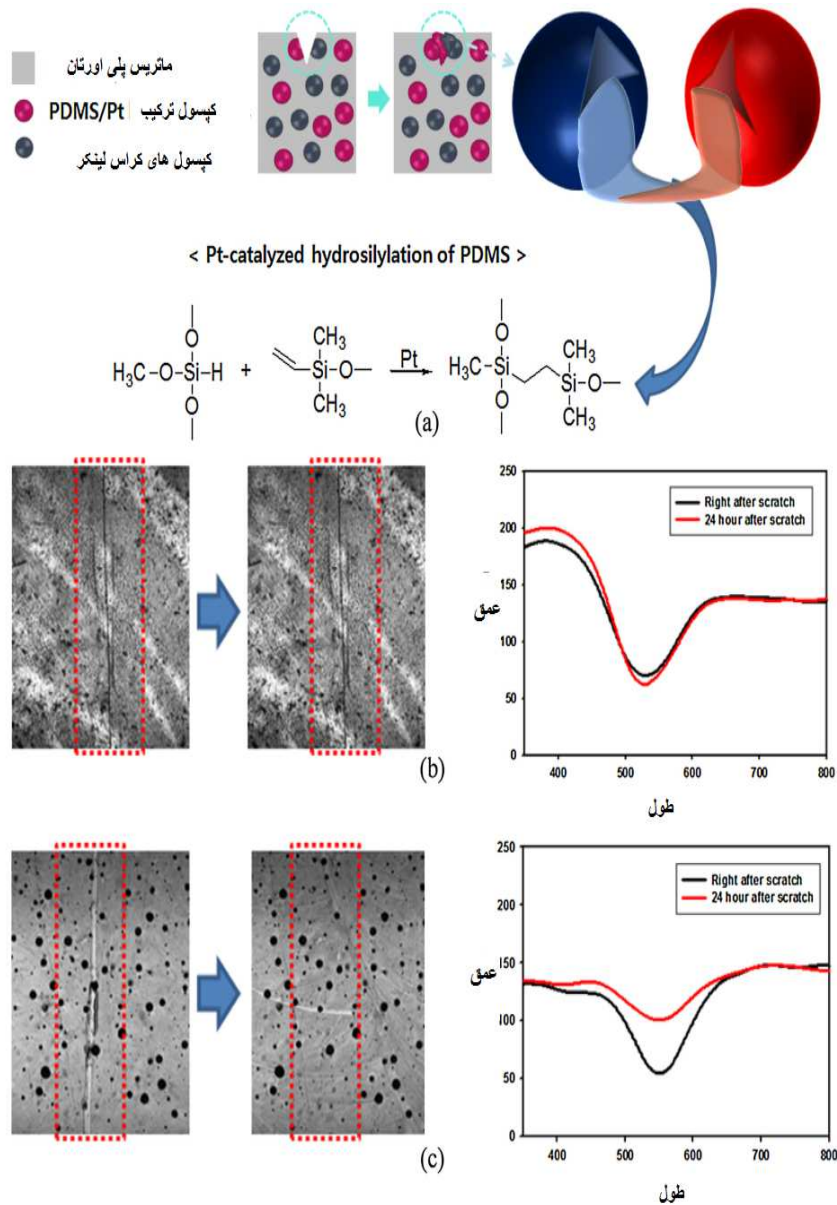 ماتریس پلی اورتان
کپسول ترکیب PDMS/Pt
کپسول های کراس لینکر
< Pt-catalyzed hydrosilylation of PDMS >
H₃C-O-Si-H
O
O
+
Si-O
CH₃
CH₃
Pt
H₃C
Si
O
O
CH₃
Si-O
CH₃
(a)
250
200
150
100
50
0
Right after scratch
24 hour after scratch
عمق
400 500 600 700 800
طول
(b)
250
200
150
100
50
0
Right after scratch
24 hour after scratch
عمق
400 500 600 700 800
طول
(c)